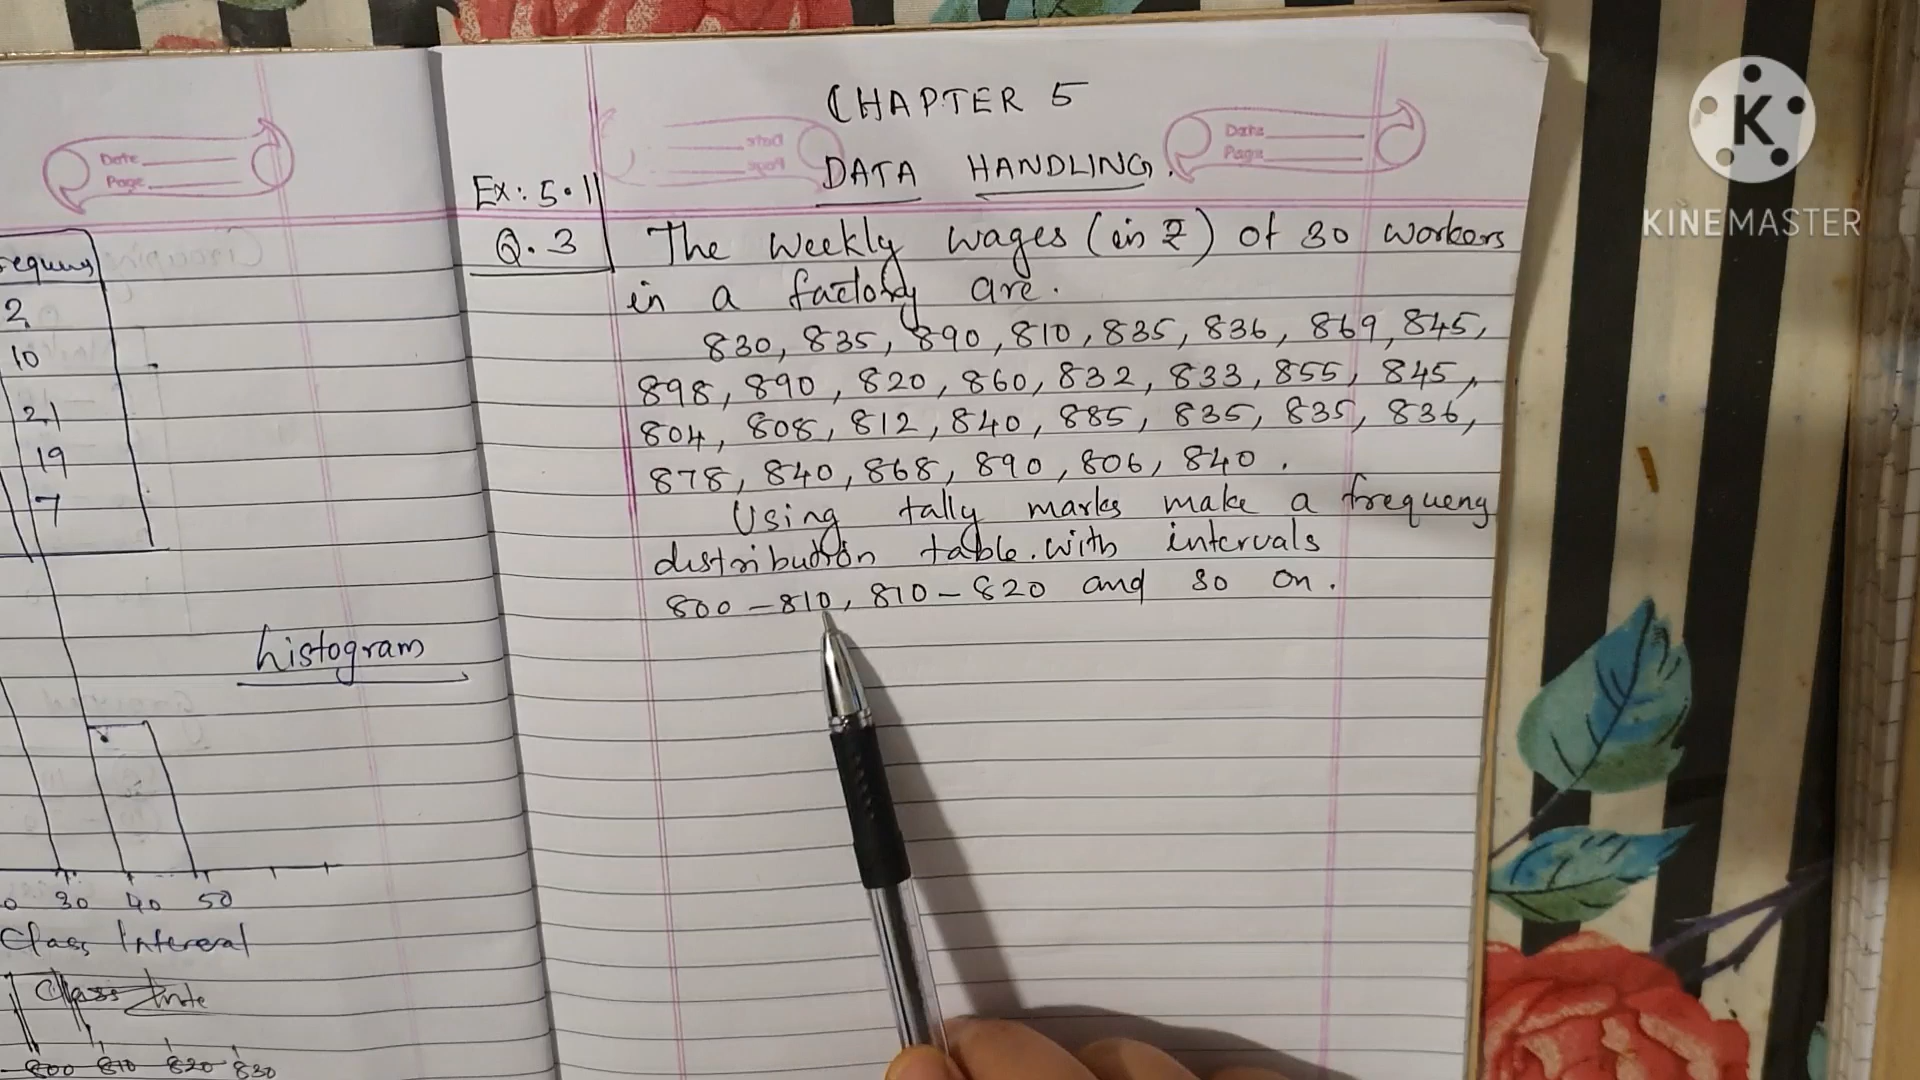 CHAPTER 5
DATA HANDLING.
Ex: 5.1
Q. 3
The Weekly wages (in ₹) of 30 workers
in a factory are.
830, 835, 890, 810, 835, 836, 869, 845,
898, 890, 820, 860, 832, 833, 855, 845,
804, 808, 812, 840, 885, 835, 835, 836,
878, 840, 868, 890, 806, 840.
Using tally marks make a frequency
distribution table. with intervals
800 - 810, 810 - 820 and so on.
Date
Page
Date
Page
KINEMASTER
2
10
21
19
7
histogram
30 40 50
Class Interval
800 810 820 830